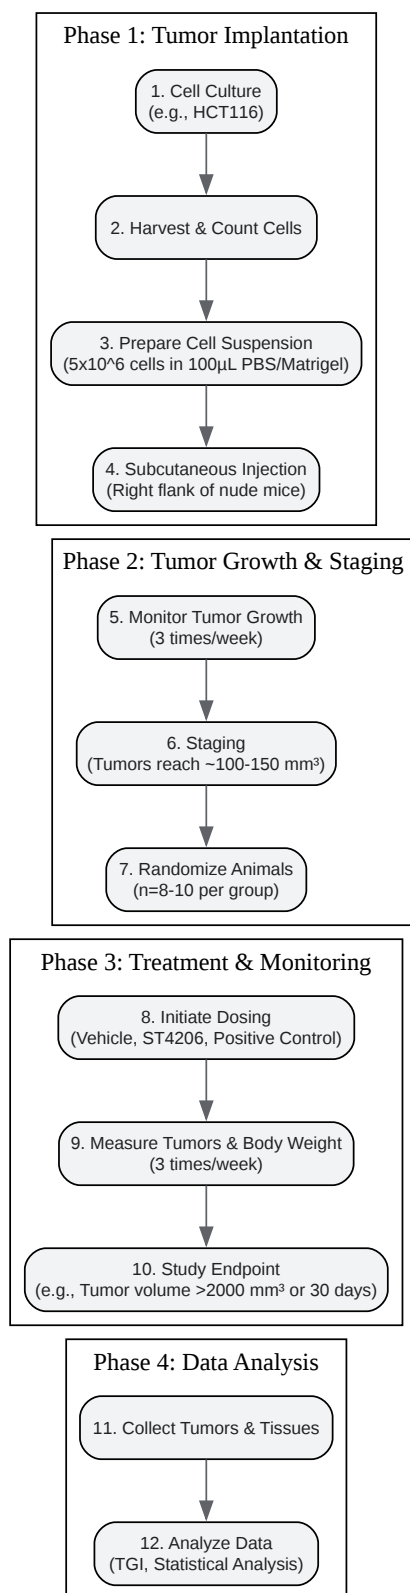 Phase 1: Tumor Implantation
1. Cell Culture
(e.g., HCT116)
2. Harvest & Count Cells
3. Prepare Cell Suspension
(5x10^6 cells in 100µL PBS/Matrigel)
4. Subcutaneous Injection
(Right flank of nude mice)
Phase 2: Tumor Growth & Staging
5. Monitor Tumor Growth
(3 times/week)
6. Staging
(Tumors reach ~100-150 mm³)
7. Randomize Animals
(n=8-10 per group)
Phase 3: Treatment & Monitoring
8. Initiate Dosing
(Vehicle, ST4206, Positive Control)
9. Measure Tumors & Body Weight
(3 times/week)
10. Study Endpoint
(e.g., Tumor volume >2000 mm³ or 30 days)
Phase 4: Data Analysis
11. Collect Tumors & Tissues
12. Analyze Data
(TGI, Statistical Analysis)